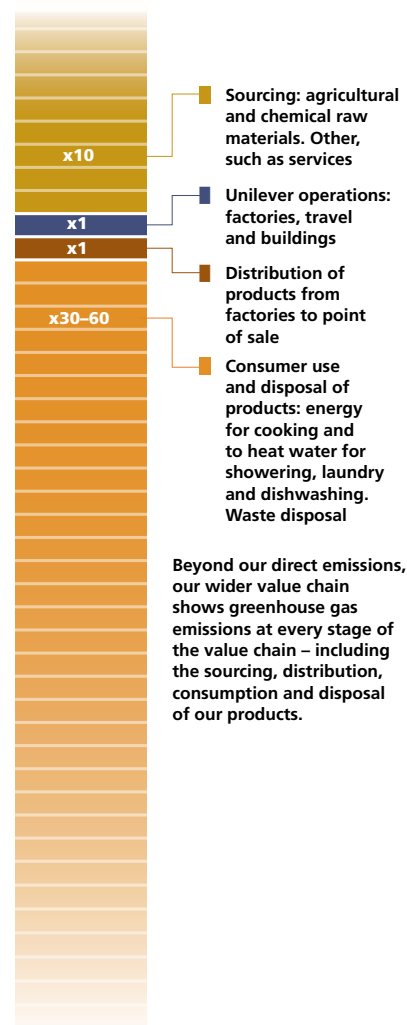 x10
Sourcing: agricultural
and chemical raw
materials. Other,
such as services
x1
Unilever operations:
factories, travel
and buildings
x1
Distribution of
products from
factories to point
of sale
x30–60
Consumer use
and disposal of
products: energy
for cooking and
to heat water for
showering, laundry
and dishwashing.
Waste disposal
Beyond our direct emissions,
our wider value chain
shows greenhouse gas
emissions at every stage of
the value chain – including
the sourcing, distribution,
consumption and disposal
of our products.